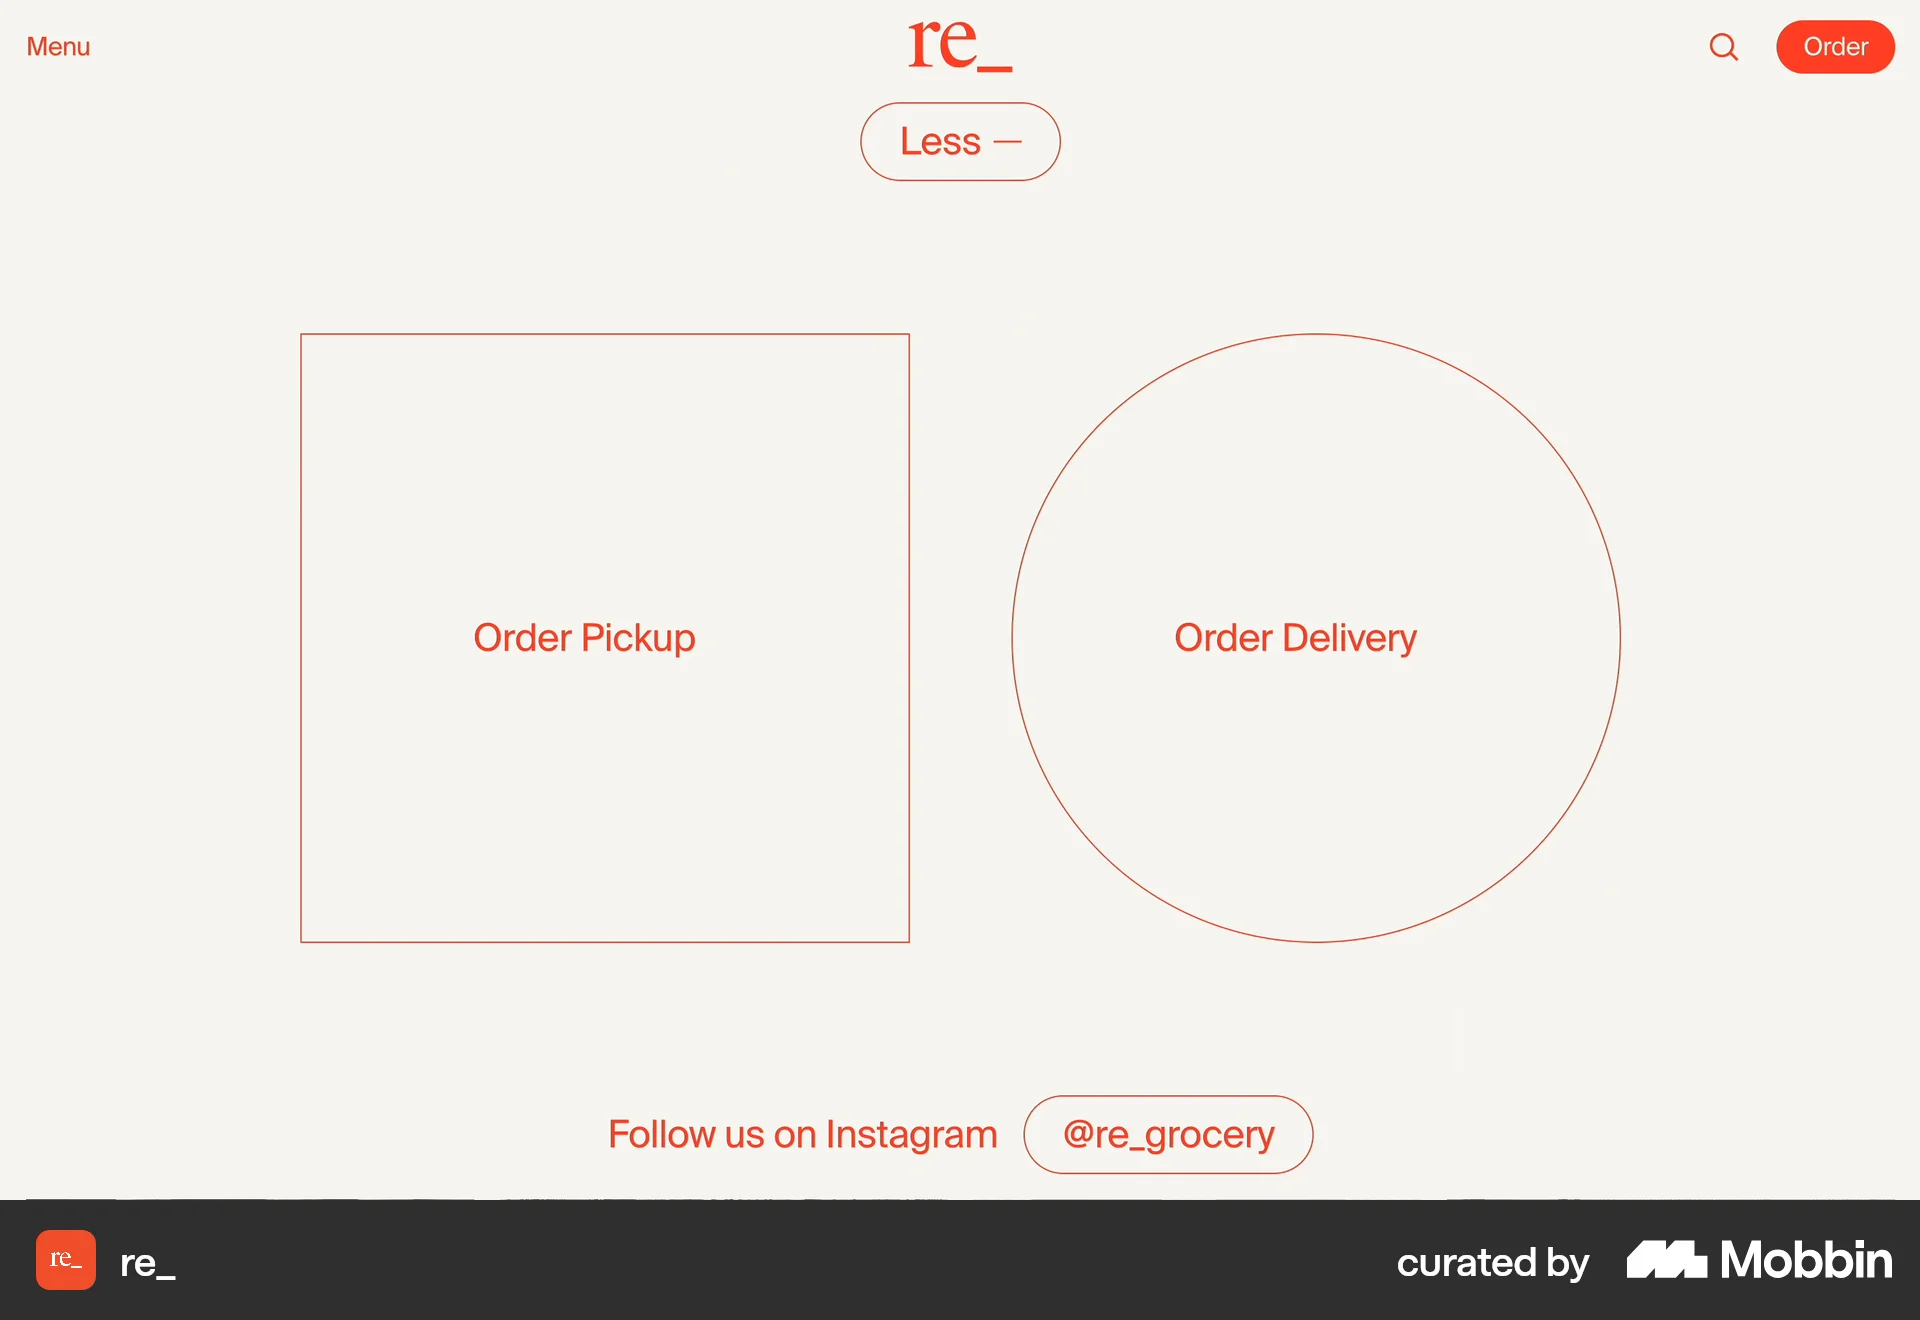 Menu
re_
Order
Less —
Order Pickup
Order Delivery
Follow us on Instagram
@re_grocery
re_
re_
curated by
Mobbin